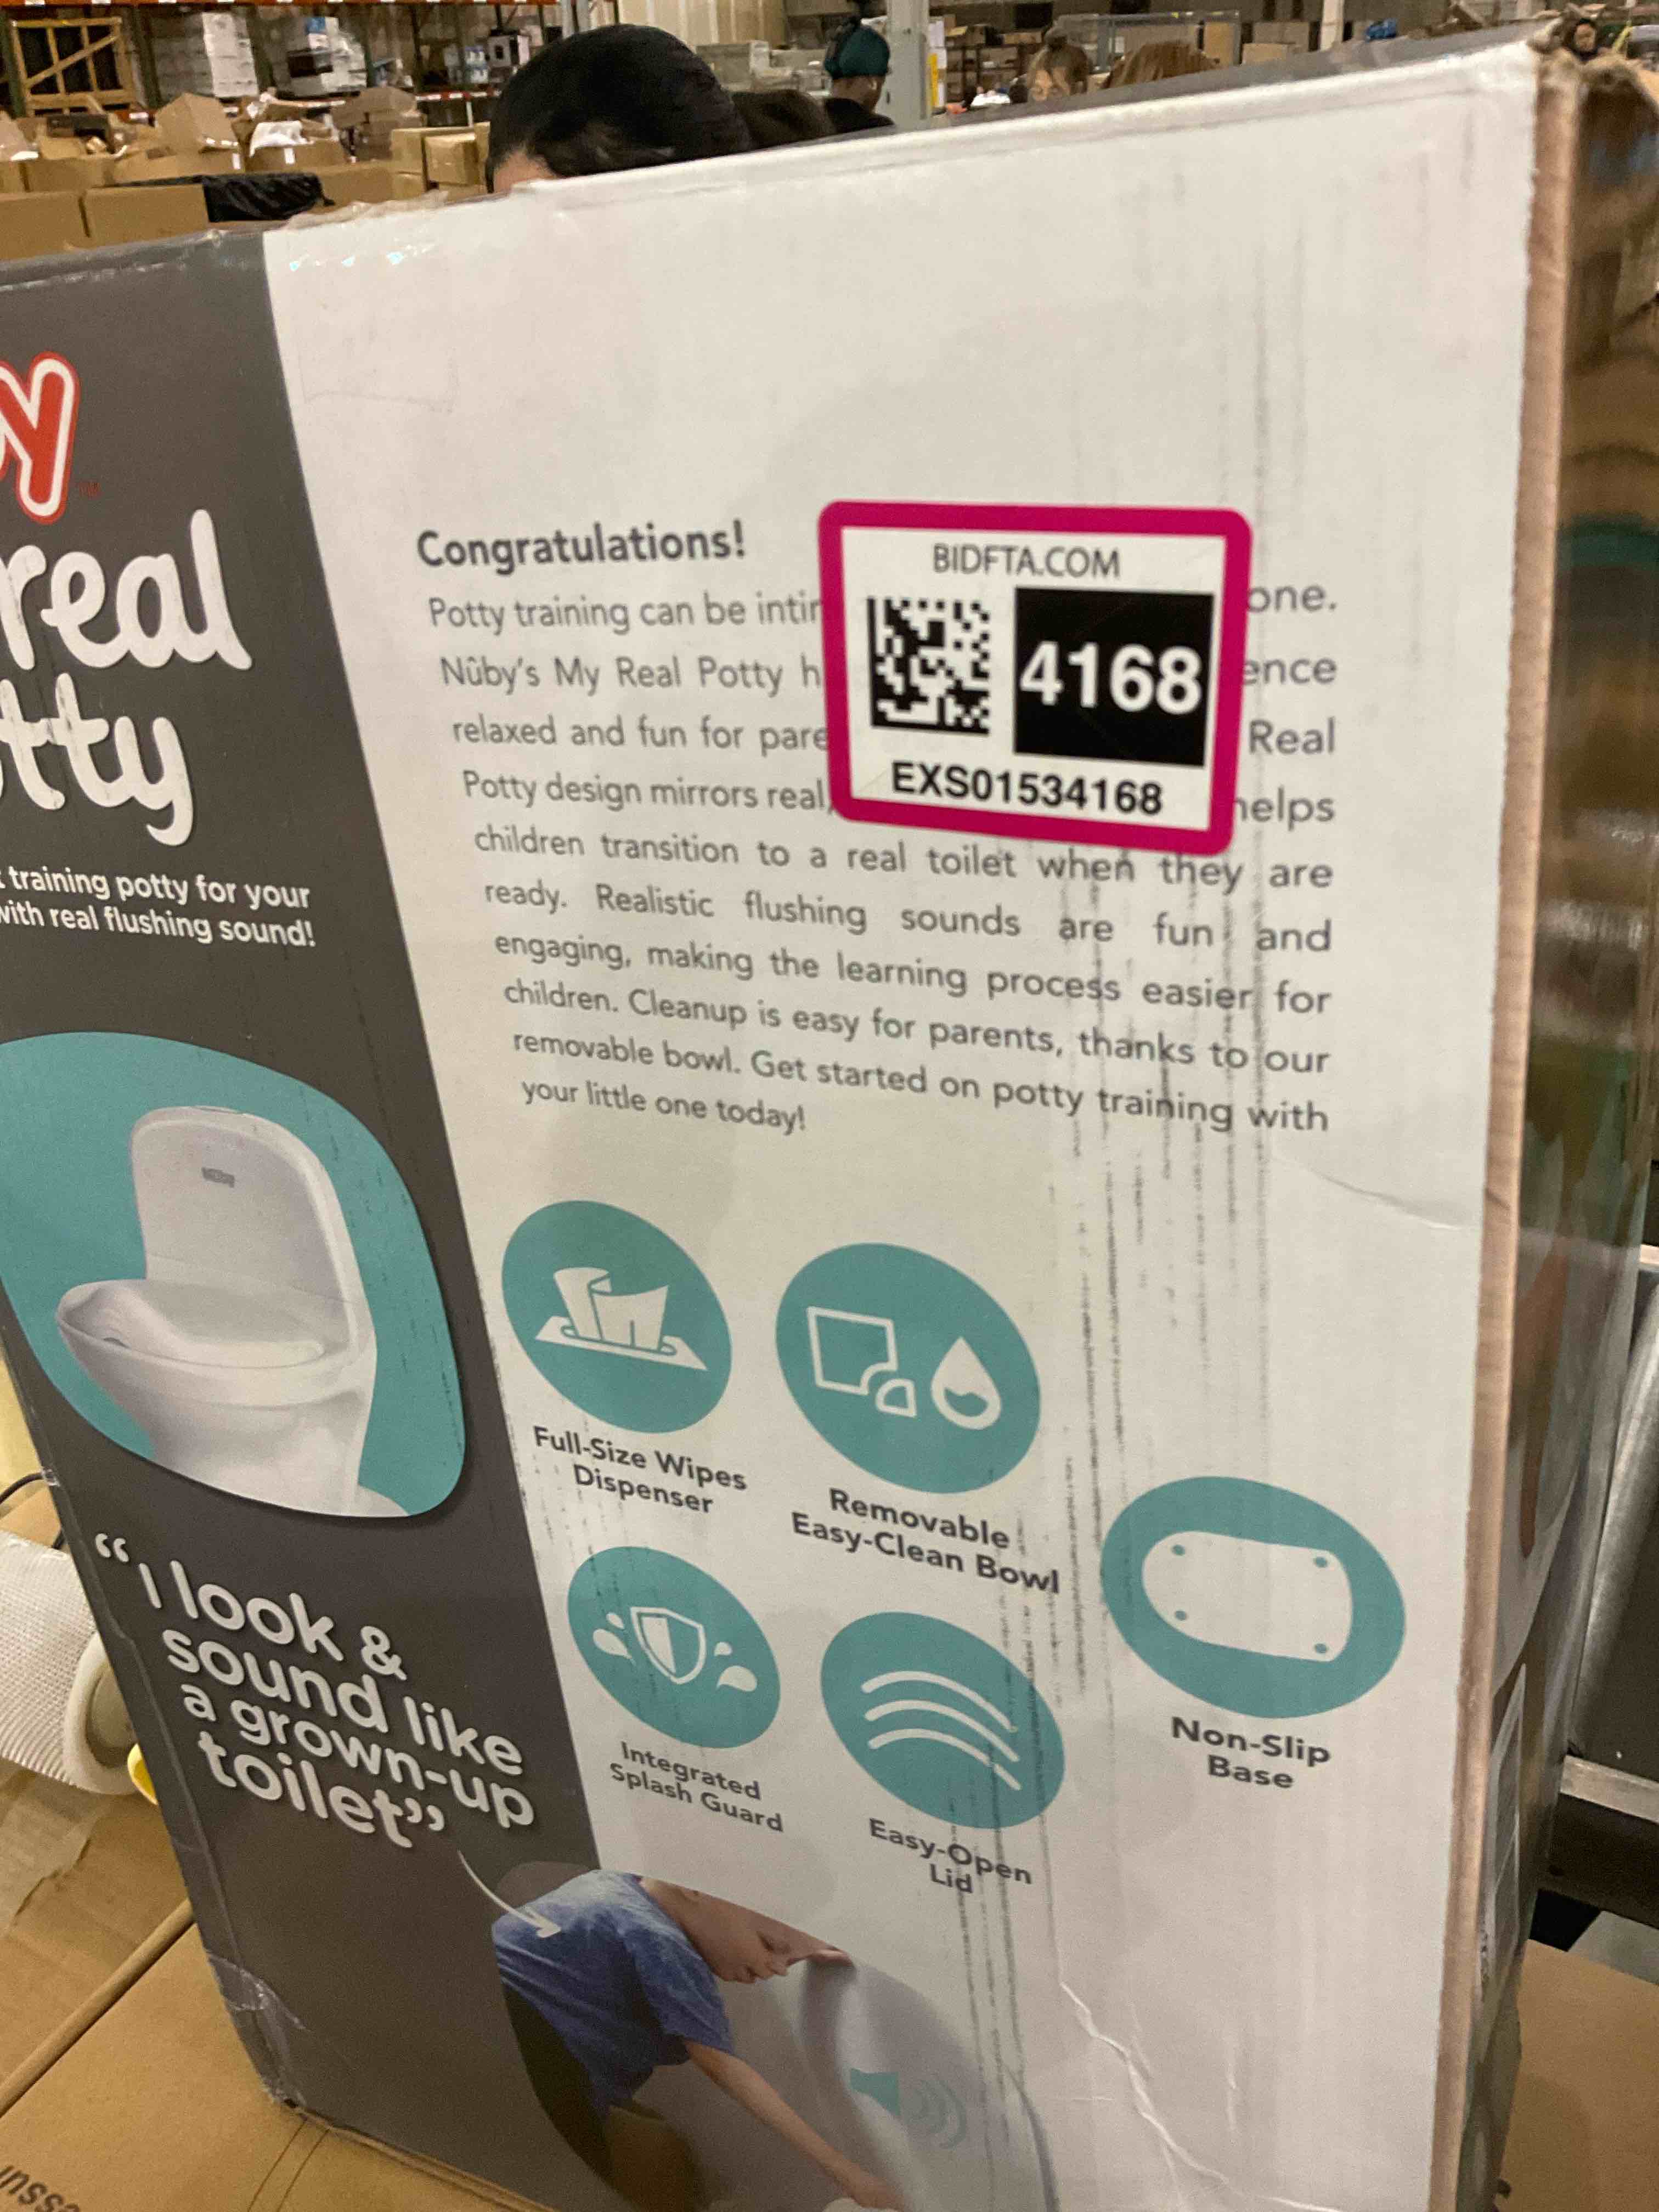 y
real
tty
training potty for your
with real flushing sound!
“I look &
sound like
a grown-up
toilet”
Congratulations!
Potty training can be one.
Nûby's My Real Potty
relaxed and fun for Real
Potty design mirrors real helps
children transition to a real toilet when they are
ready. Realistic flushing sounds are fun and
engaging, making the learning process easier for
children. Cleanup is easy for parents, thanks to our
removable bowl. Get started on potty training with
your little one today!
BIDFTA.COM
4168
EXS01534168
Full-Size Wipes
Dispenser
Removable
Easy-Clean Bowl
Integrated
Splash Guard
Easy-Open
Lid
Non-Slip
Base